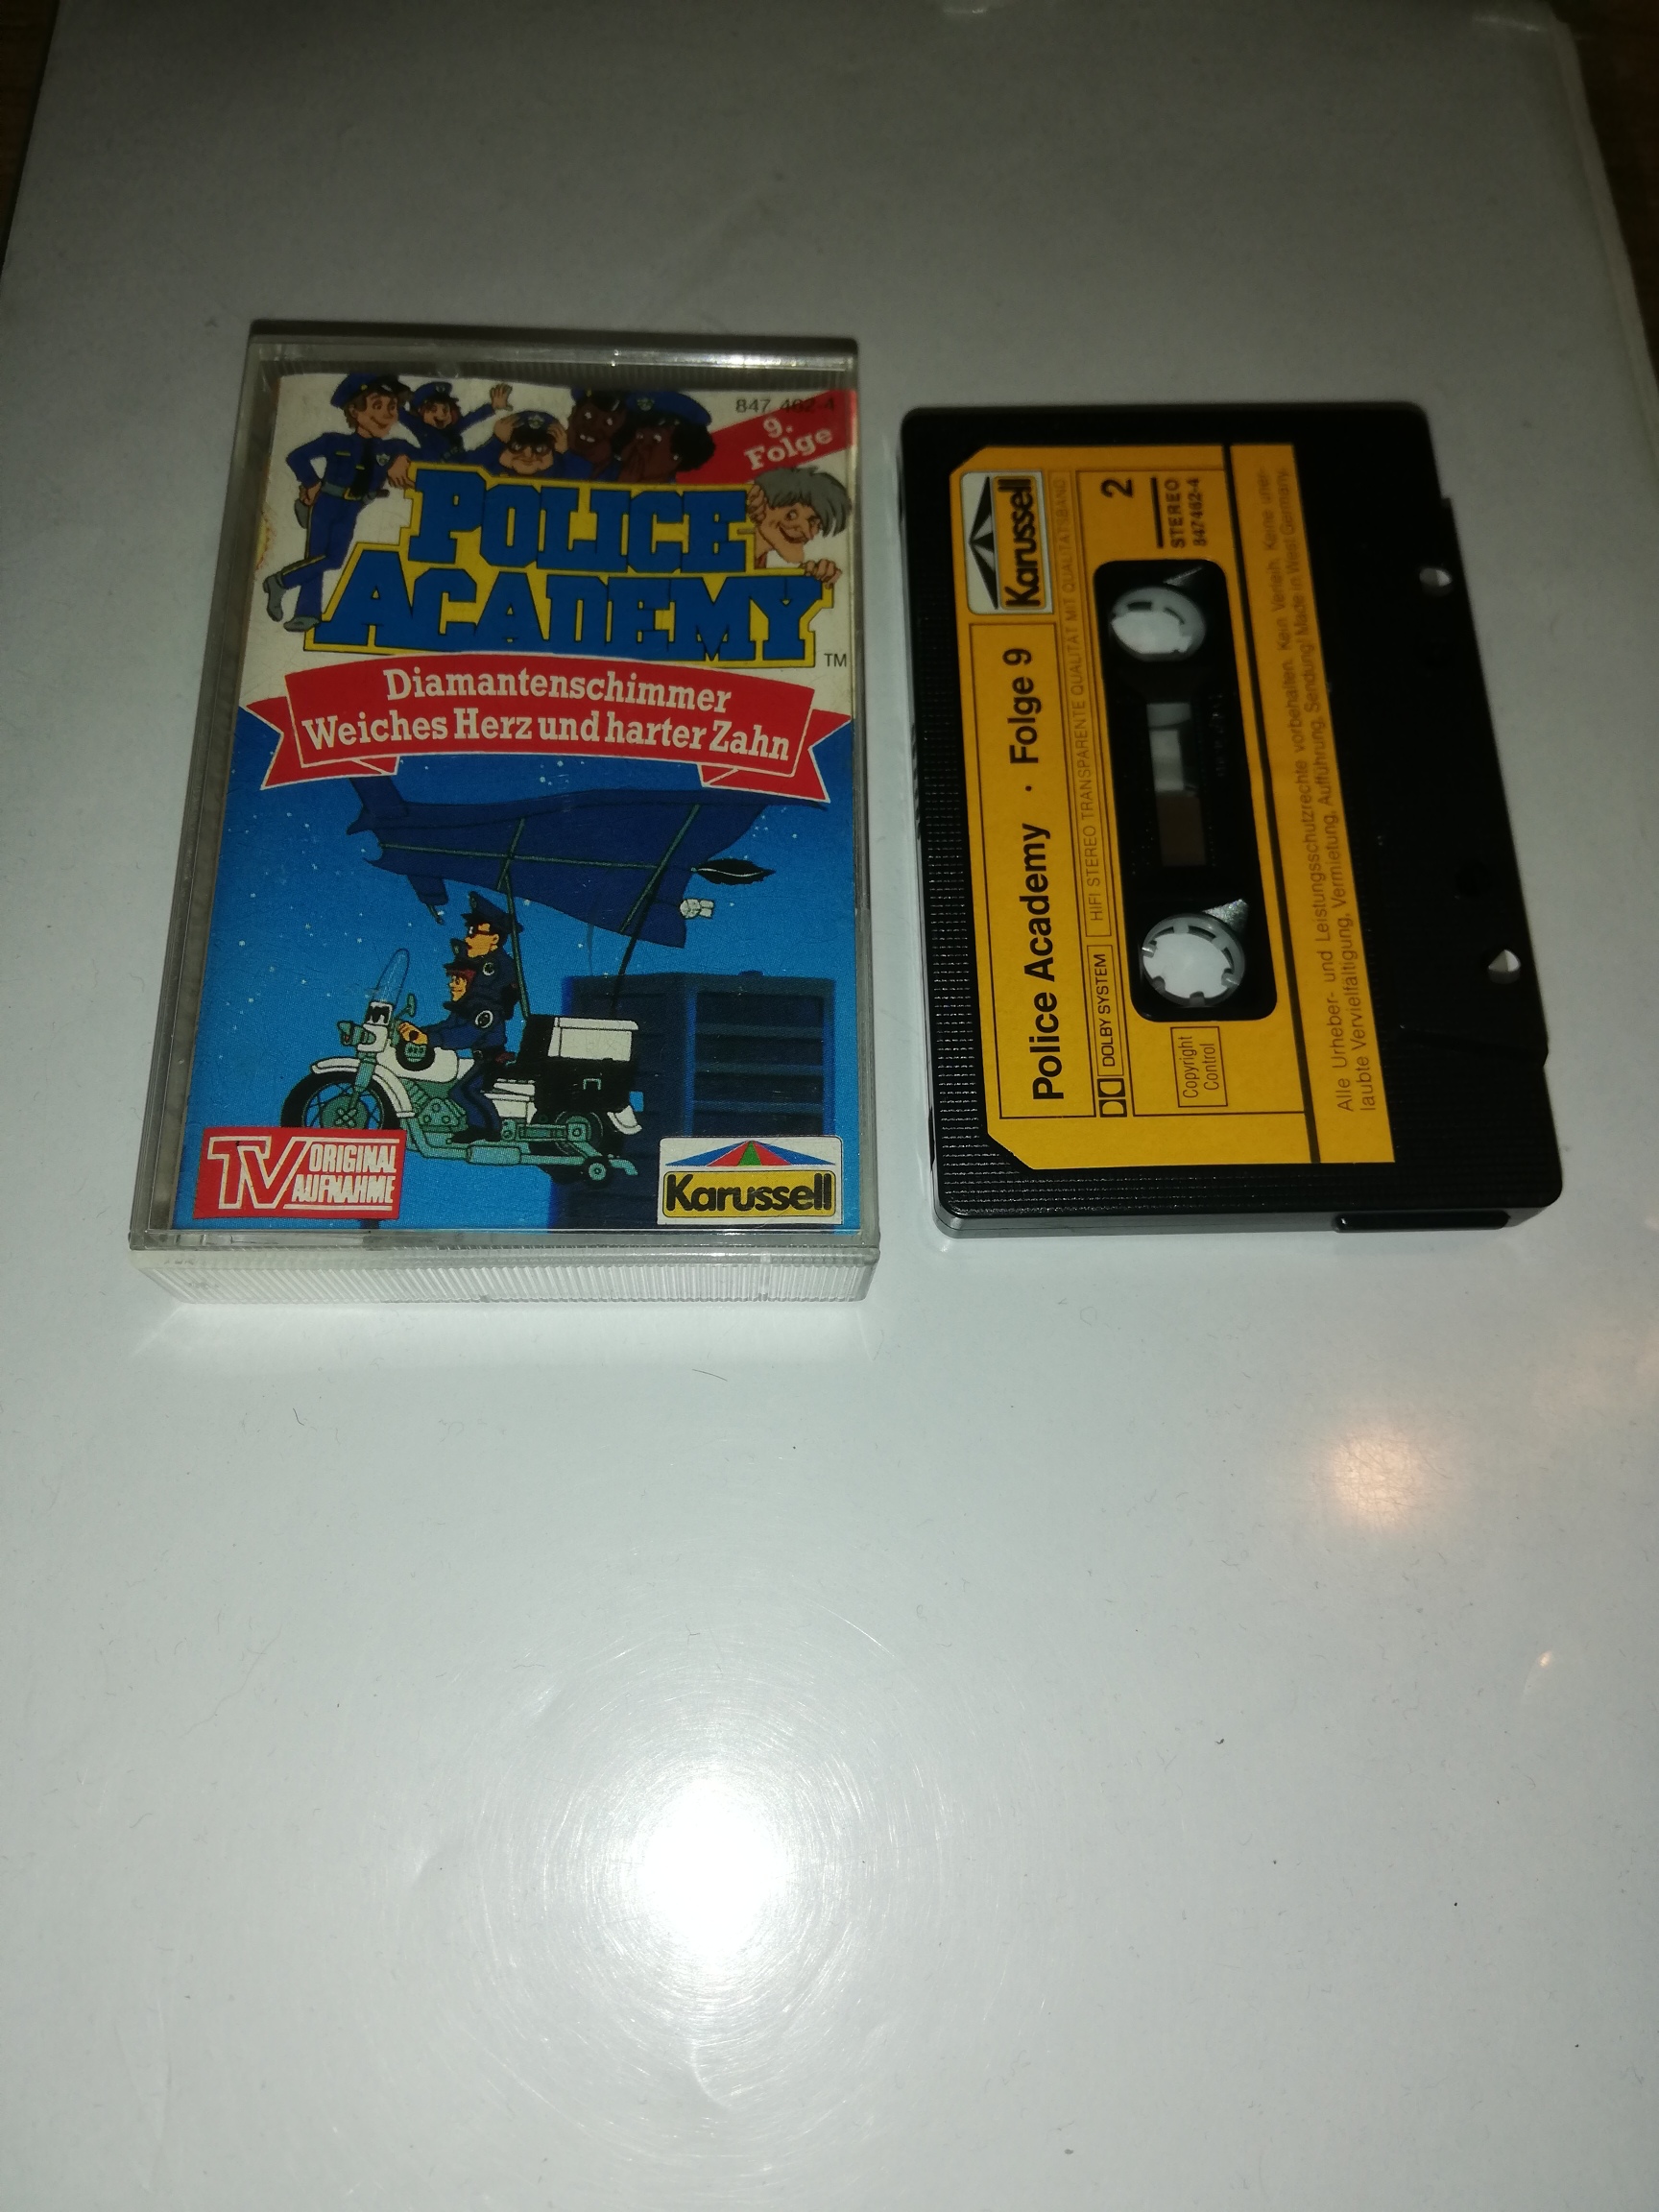 847 462-4
9.
Folge
POLICE
ACADEMY
TM
Diamantenschimmer
Weiches Herz und harter Zahn
TV ORIGINAL
AUFNAHME
Karussell
Karussell
Police Academy · Folge 9
DOLBY SYSTEM
HIFI STEREO TRANSPARENTE QUALITÄT MIT QUALITÄTSBAND
2
STEREO
847462-4
Copyright
Control
Alle Urheber- und Leistungsschutzrechte vorbehalten. Kein Verleih. Keine uner-
laubte Vervielfältigung, Vermietung, Aufführung, Sendung! Made in West Germany